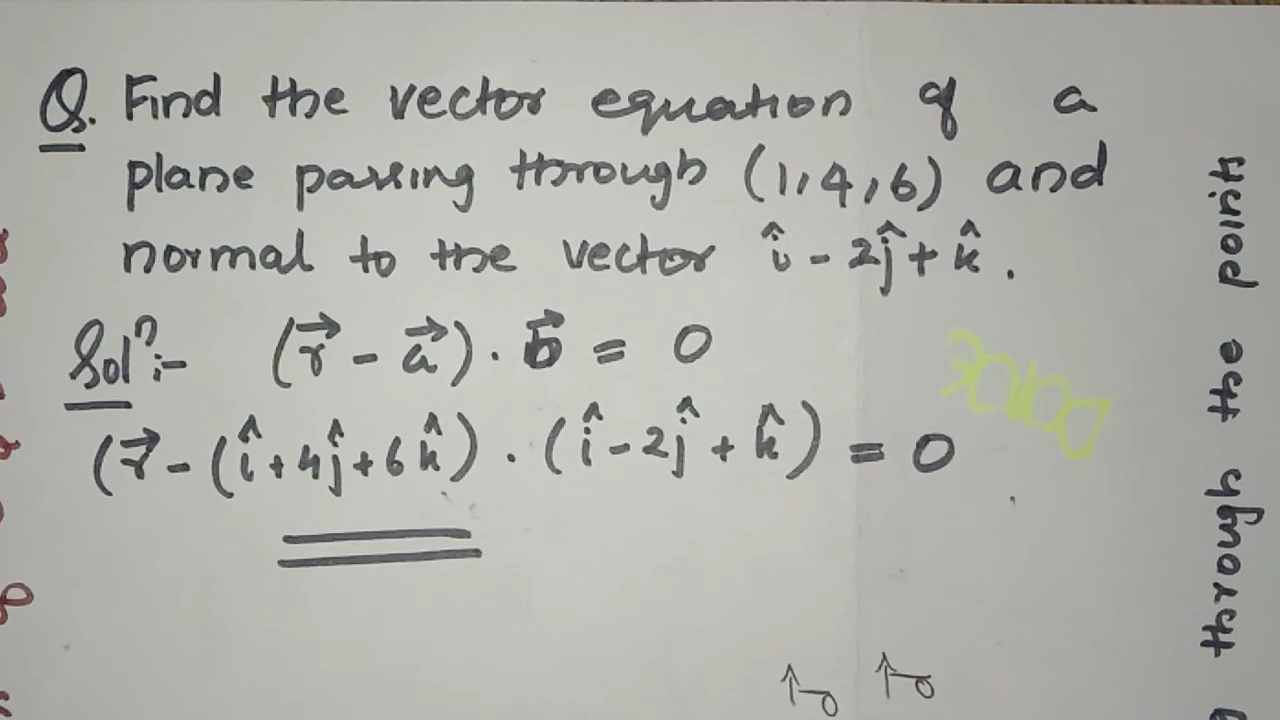 Q. Find the vector equation of a
plane passing through (1,4,6) and
normal to the vector î - 2ĵ + k̂.
Solⁿ:- (r⃗ - a⃗) . b⃗ = 0
(r⃗ - (î + 4ĵ + 6k̂) . (î - 2ĵ + k̂) = 0
through the point